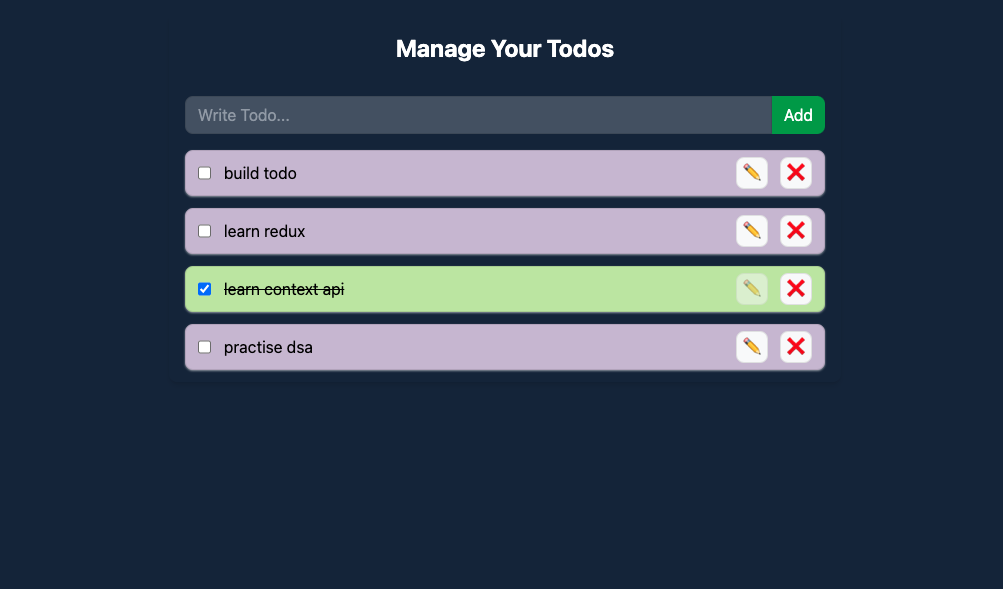 Manage Your Todos
Write Todo...
Add
build todo
learn redux
learn context api
practise dsa